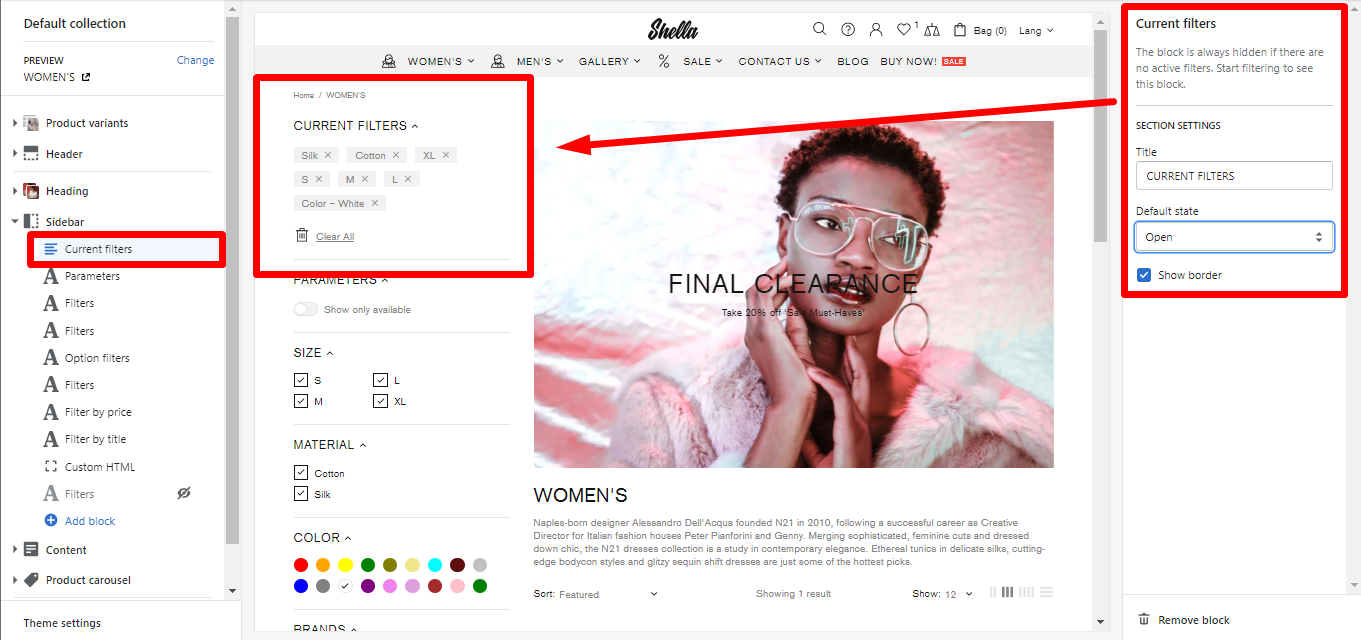 Default collection
PREVIEW
Change
WOMEN'S
Product variants
Header
Heading
Sidebar
Current filters
Parameters
Filters
Filters
Option filters
Filters
Filter by price
Filter by title
Custom HTML
Filters
Add block
Content
Product carousel
Theme settings
Shella
1
Bag (0)
Lang
WOMEN'S
MEN'S
GALLERY
SALE
CONTACT US
BLOG
BUY NOW!
SALE
Home / WOMEN'S
CURRENT FILTERS
Silk ×
Cotton ×
XL ×
S ×
M ×
L ×
Color – White ×
Clear All
PARAMETERS
Show only available
SIZE
S
L
M
XL
MATERIAL
Cotton
Silk
COLOR
BRANDS
FINAL CLEARANCE
Take 20% off 'Sale Must-Haves'
WOMEN'S
Naples-born designer Alessandro Dell'Acqua founded N21 in 2010, following a successful career as Creative
Director for Italian fashion houses Peter Pianforini and Genny. Merging sophisticated, feminine cuts and dressed
down chic, the N21 dresses collection is a study in contemporary elegance. Ethereal tunics in delicate silks, cutting-
edge bodycon styles and glitzy sequin shift dresses are just some of the hottest picks.
Sort: Featured
Showing 1 result
Show: 12
Current filters
The block is always hidden if there are
no active filters. Start filtering to see
this block.
SECTION SETTINGS
Title
CURRENT FILTERS
Default state
Open
Show border
Remove block